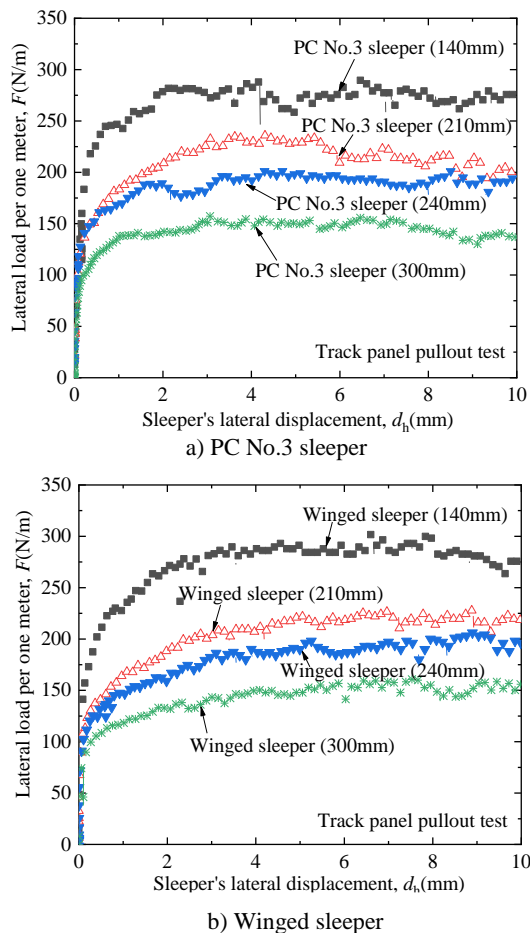 350
PC No.3 sleeper (140mm)
300
250
PC No.3 sleeper (210mm)
200
PC No.3 sleeper (240mm)
150
PC No.3 sleeper (300mm)
100
50
Track panel pullout test
0
0 2 4 6 8 10
Lateral load per one meter, F(N/m)
Sleeper's lateral displacement, dh(mm)
a) PC No.3 sleeper
350
Winged sleeper (140mm)
300
250
Winged sleeper (210mm)
200
Winged sleeper (240mm)
150
Winged sleeper (300mm)
100
50
Track panel pullout test
0
0 2 4 6 8 10
Lateral load per one meter, F(N/m)
Sleeper's lateral displacement, dh(mm)
b) Winged sleeper